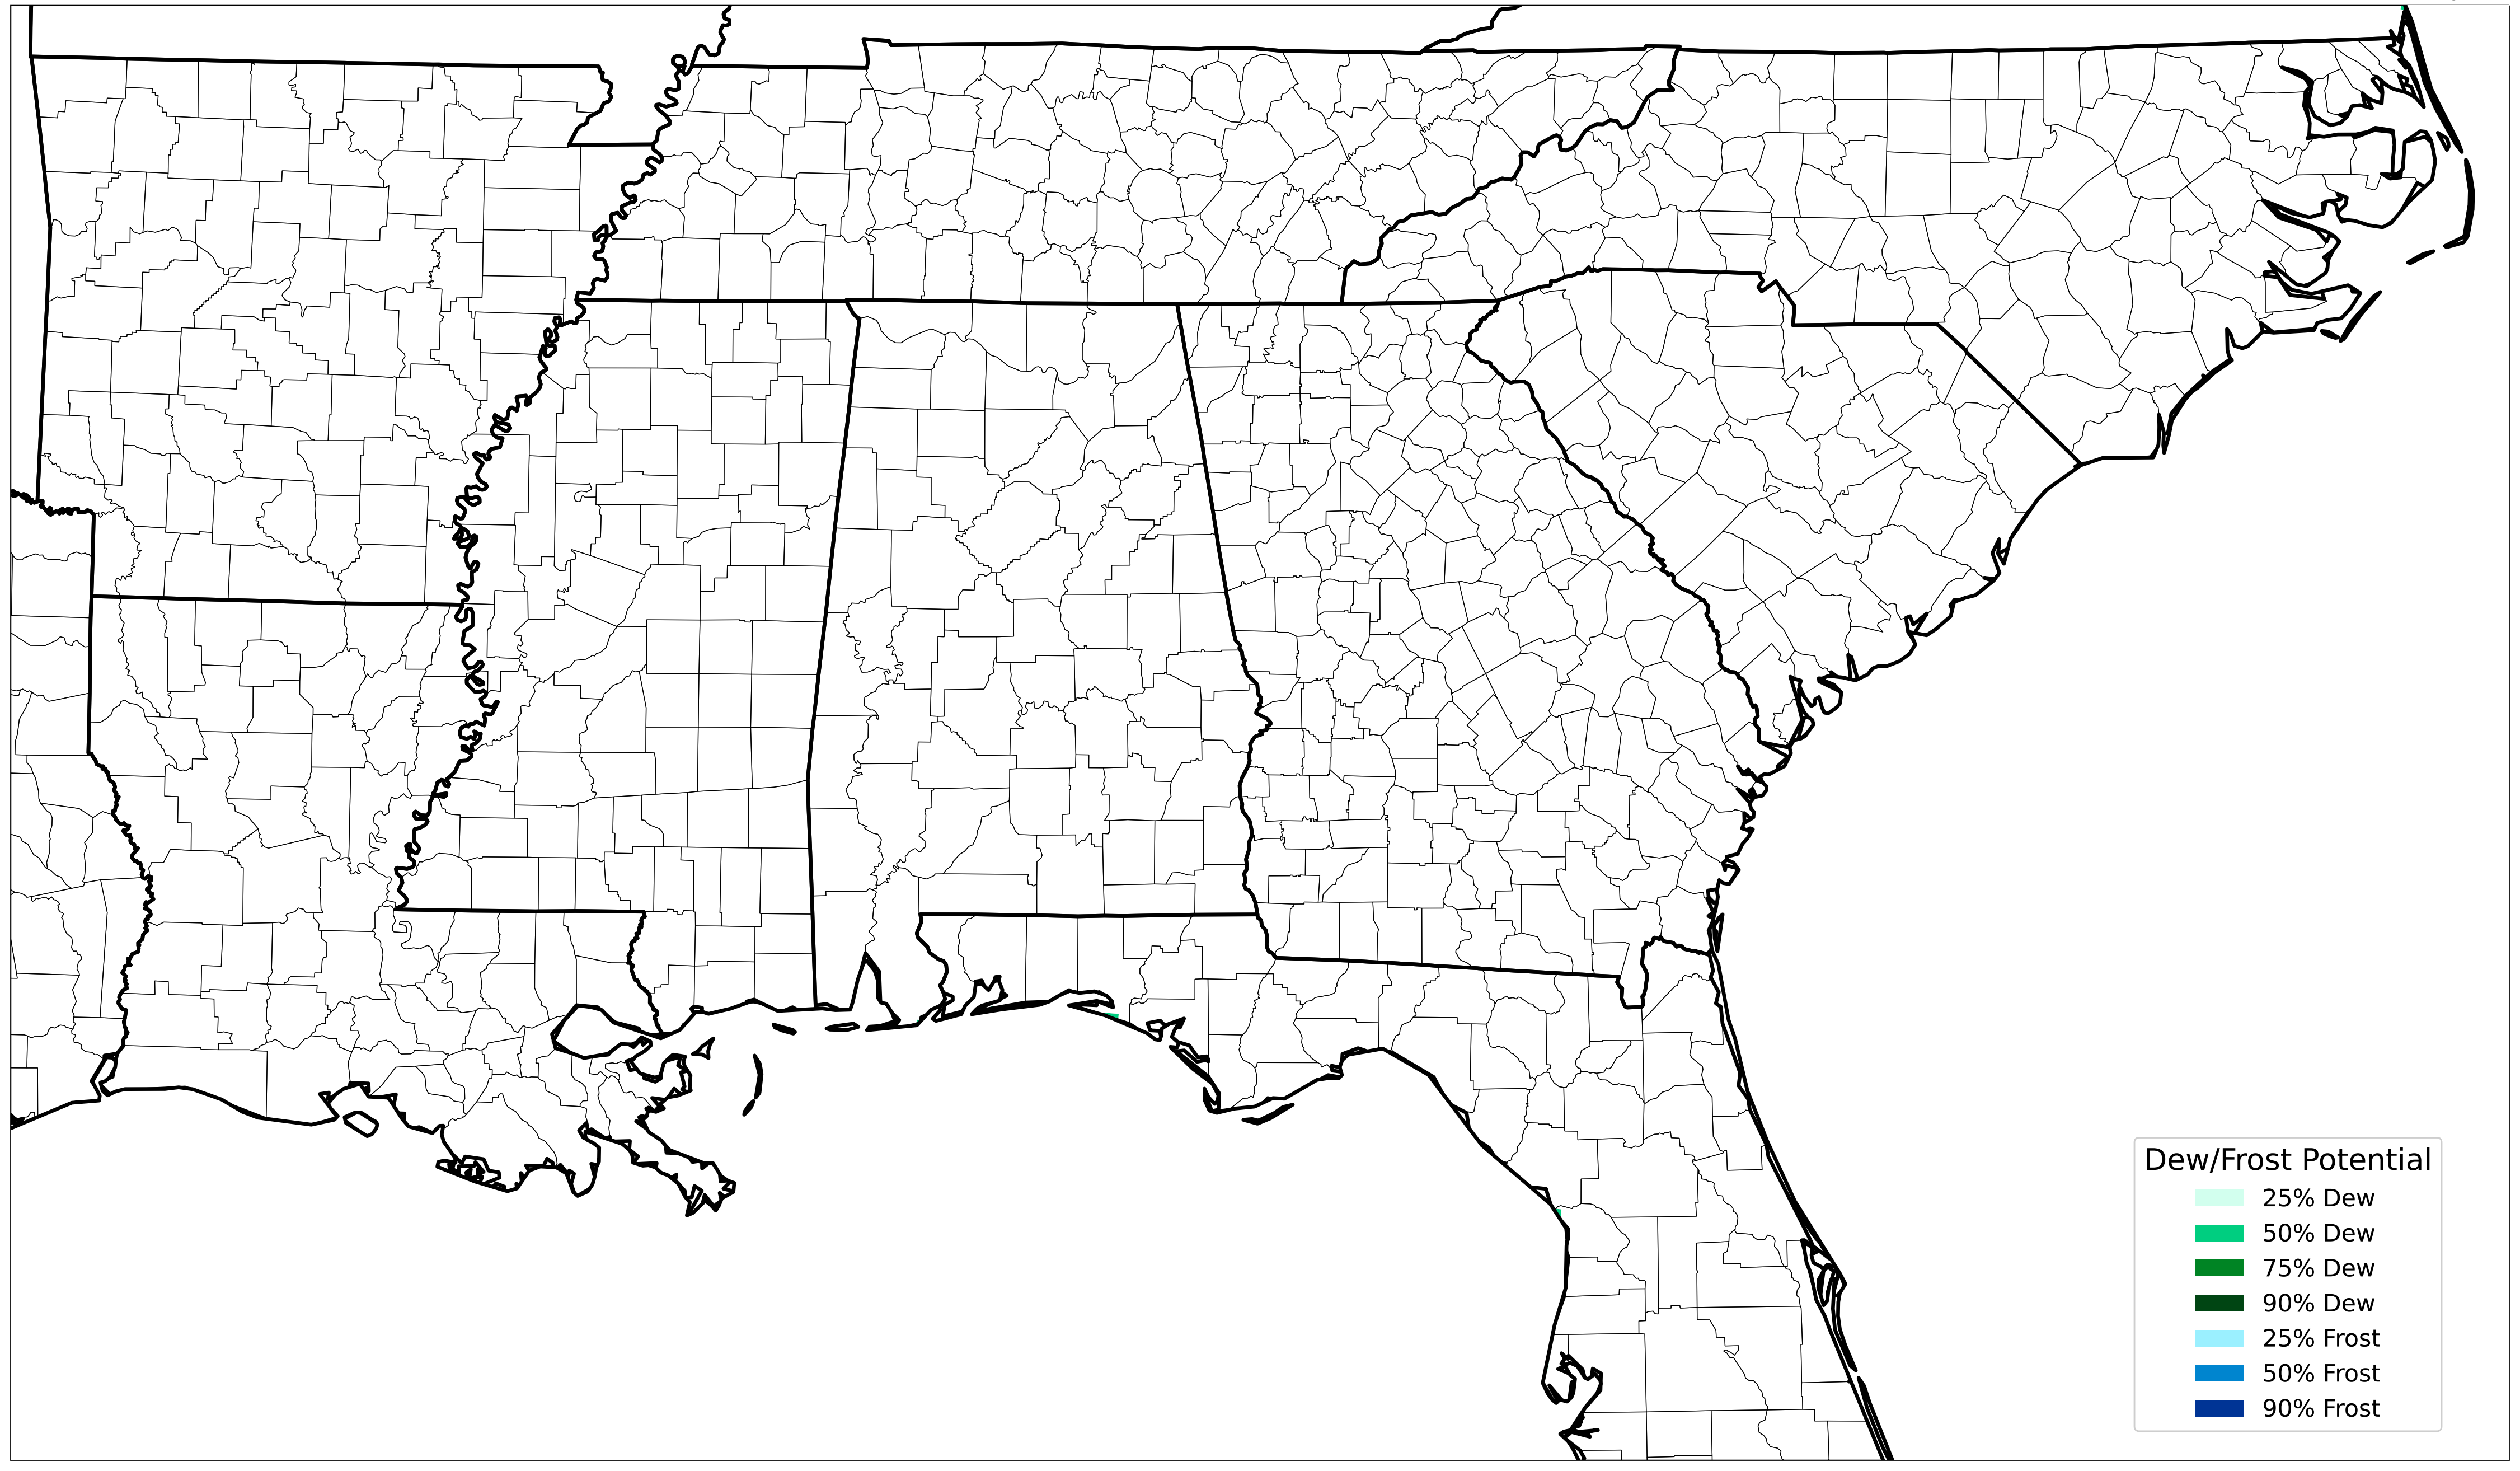 Dew/Frost Potential
25% Dew
50% Dew
75% Dew
90% Dew
25% Frost
50% Frost
90% Frost